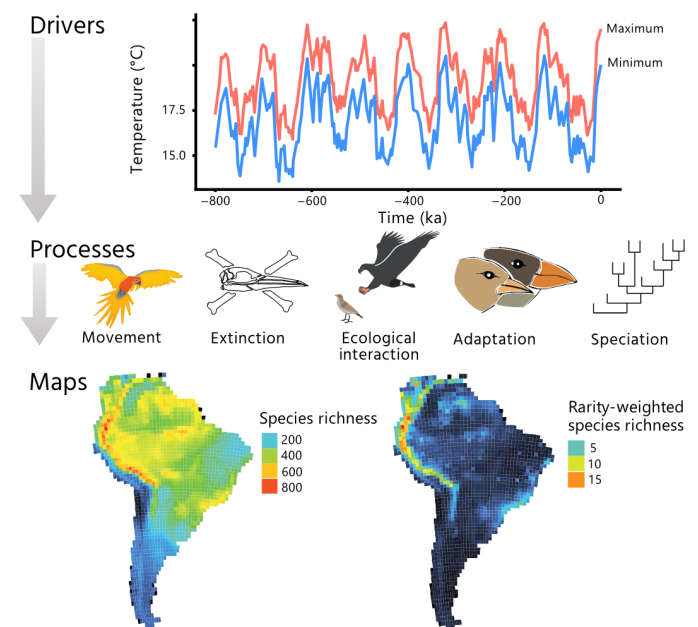 Drivers
Maximum
Minimum
Temperature (°C)
17.5
15.0
−800
−600
−400
−200
0
Time (ka)
Processes
Movement
Extinction
Ecological
interaction
Adaptation
Speciation
Maps
Species richness
200
400
600
800
Rarity-weighted
species richness
5
10
15